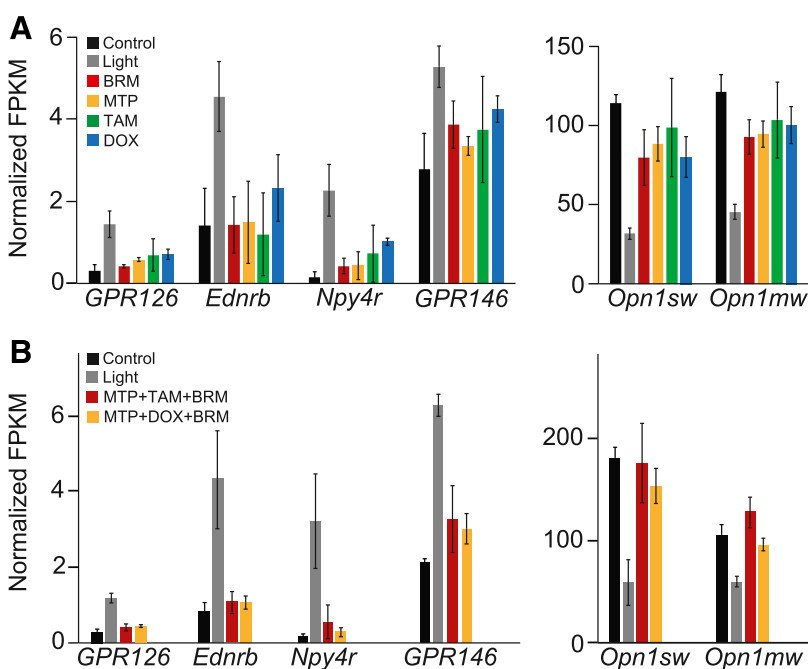 A
Normalized FPKM
6
4
2
0
Control
Light
BRM
MTP
TAM
DOX
GPR126 Ednrb Npy4r GPR146
150
100
50
0
Opn1sw Opn1mw
B
Normalized FPKM
6
4
2
0
Control
Light
MTP+TAM+BRM
MTP+DOX+BRM
GPR126 Ednrb Npy4r GPR146
200
100
0
Opn1sw Opn1mw